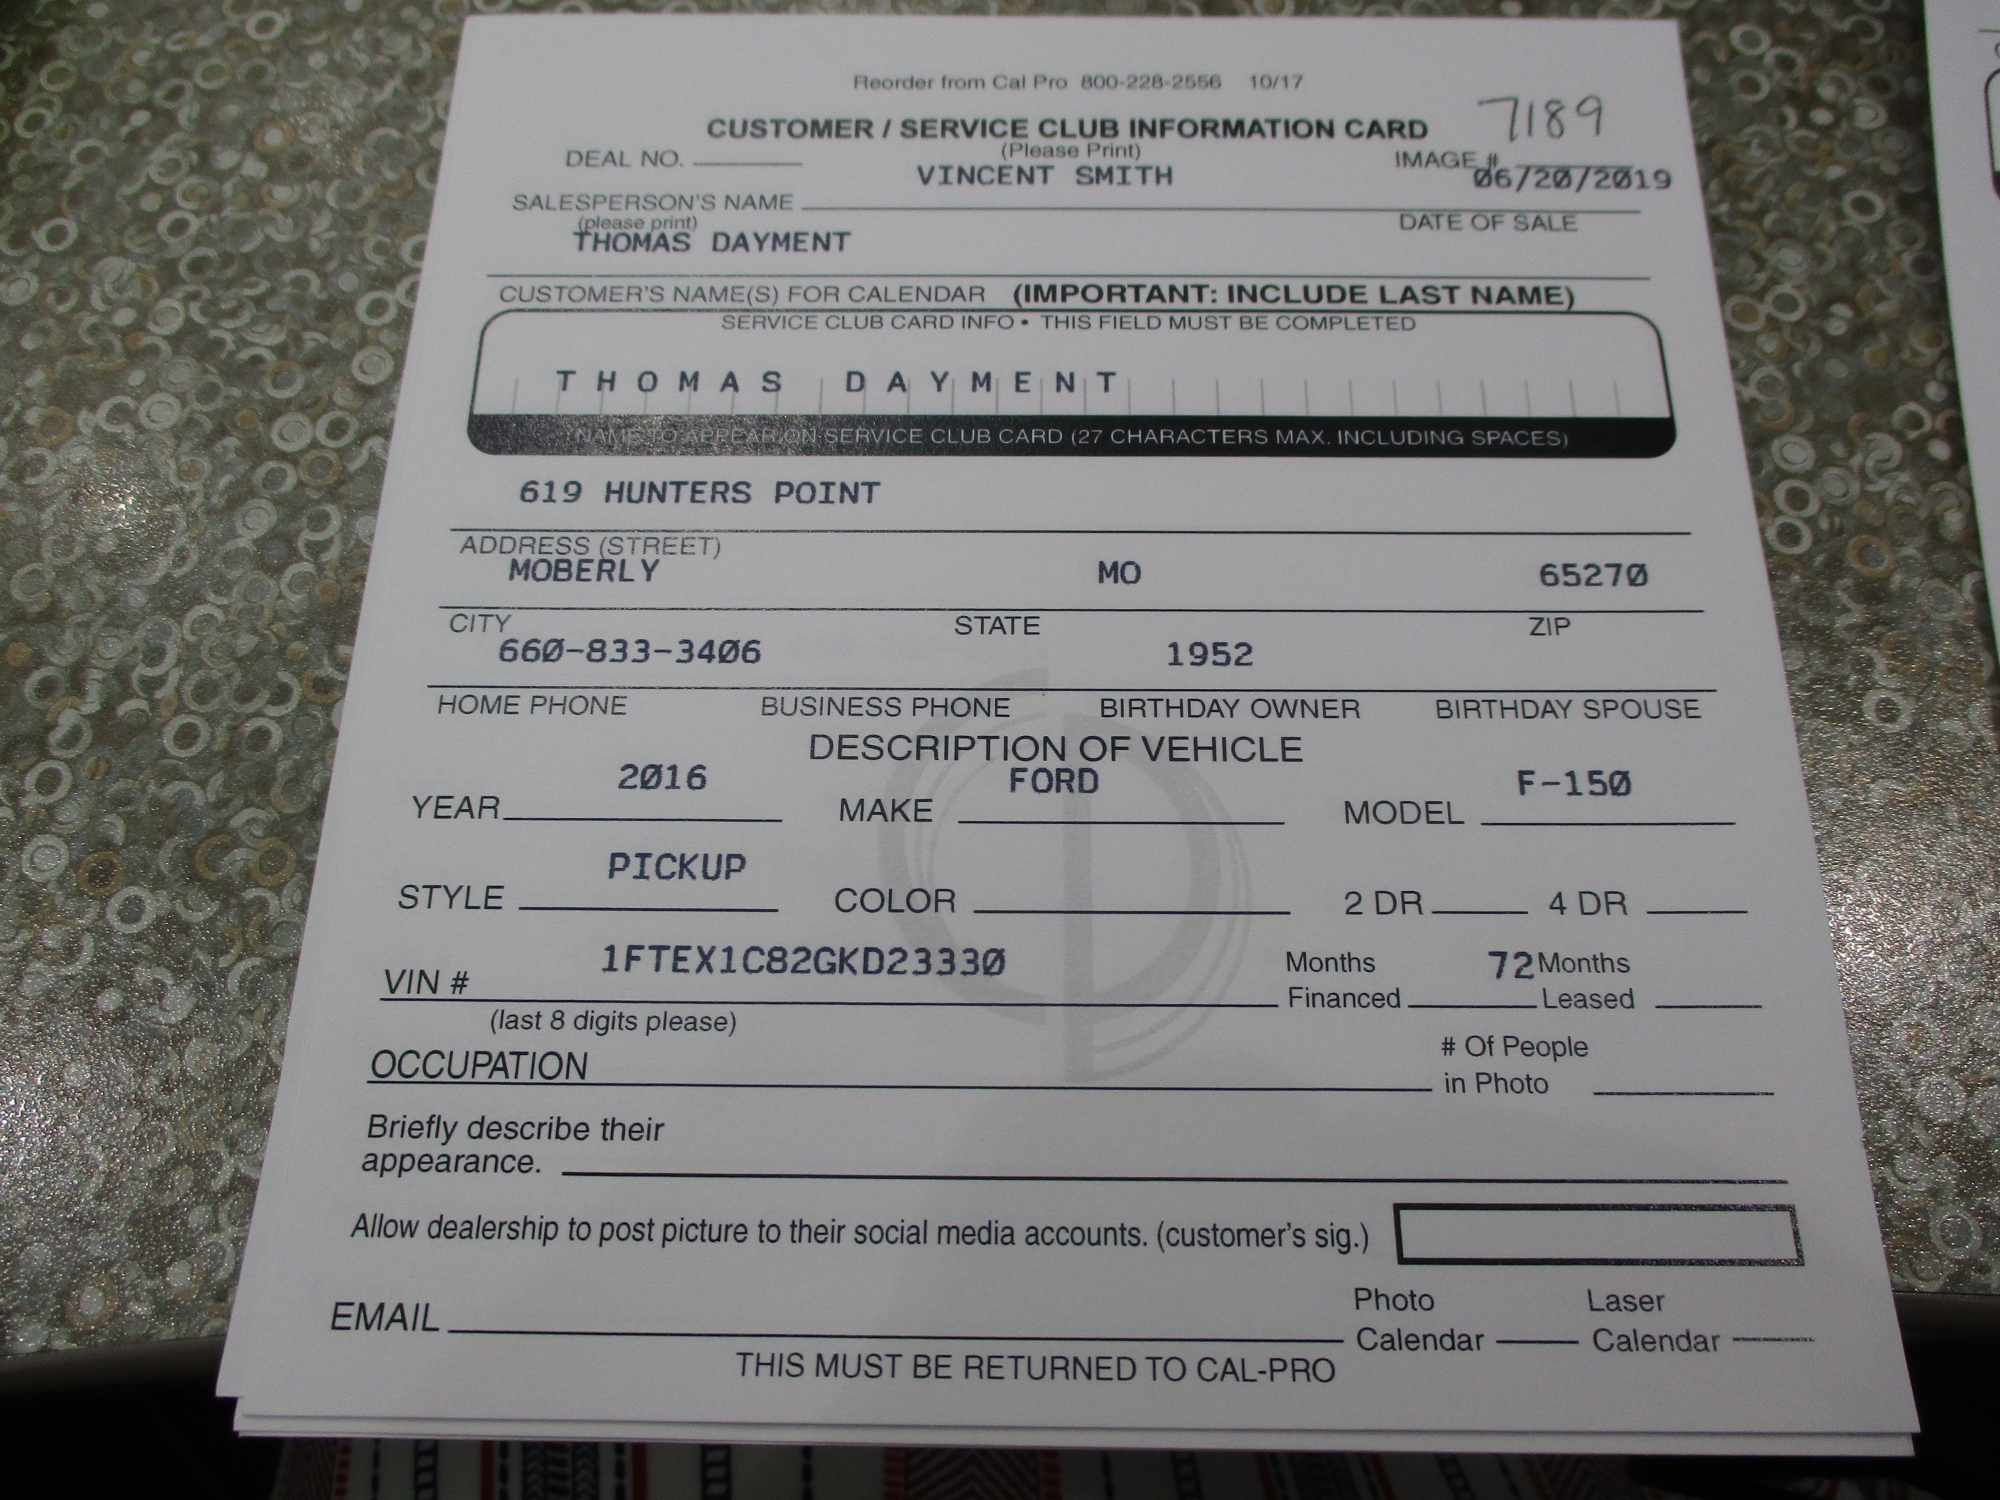 Reorder from Cal Pro 800-228-2556 10/17
CUSTOMER / SERVICE CLUB INFORMATION CARD 7189
(Please Print)
DEAL NO. VINCENT SMITH IMAGE # 06/20/2019
SALESPERSON'S NAME DATE OF SALE
(please print)
THOMAS DAYMENT
CUSTOMER'S NAME(S) FOR CALENDAR (IMPORTANT: INCLUDE LAST NAME)
SERVICE CLUB CARD INFO • THIS FIELD MUST BE COMPLETED
THOMAS DAYMENT
NAME TO APPEAR ON SERVICE CLUB CARD (27 CHARACTERS MAX. INCLUDING SPACES)
619 HUNTERS POINT
ADDRESS (STREET)
MOBERLY MO 65270
CITY STATE ZIP
660-833-3406 1952
HOME PHONE BUSINESS PHONE BIRTHDAY OWNER BIRTHDAY SPOUSE
DESCRIPTION OF VEHICLE
2016 FORD F-150
YEAR MAKE MODEL
PICKUP
STYLE COLOR 2 DR 4 DR
1FTEX1C82GKD23330 Months 72 Months
VIN # Financed Leased
(last 8 digits please)
OCCUPATION # Of People
in Photo
Briefly describe their
appearance.
Allow dealership to post picture to their social media accounts. (customer's sig.)
Photo Laser
EMAIL Calendar Calendar
THIS MUST BE RETURNED TO CAL-PRO